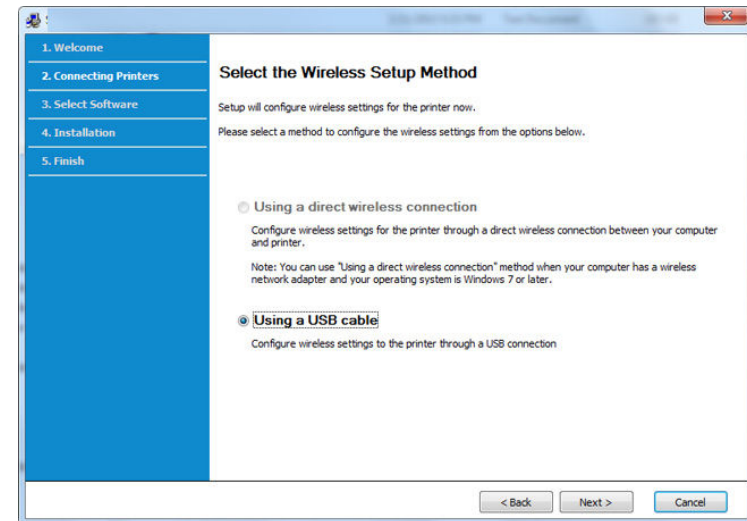 1. Welcome
2. Connecting Printers
3. Select Software
4. Installation
5. Finish
Select the Wireless Setup Method
Setup will configure wireless settings for the printer now.
Please select a method to configure the wireless settings from the options below.
Using a direct wireless connection
Configure wireless settings for the printer through a direct wireless connection between your computer
and printer.
Note: You can use "Using a direct wireless connection" method when your computer has a wireless
network adapter and your operating system is Windows 7 or later.
Using a USB cable
Configure wireless settings to the printer through a USB connection
< Back
Next >
Cancel